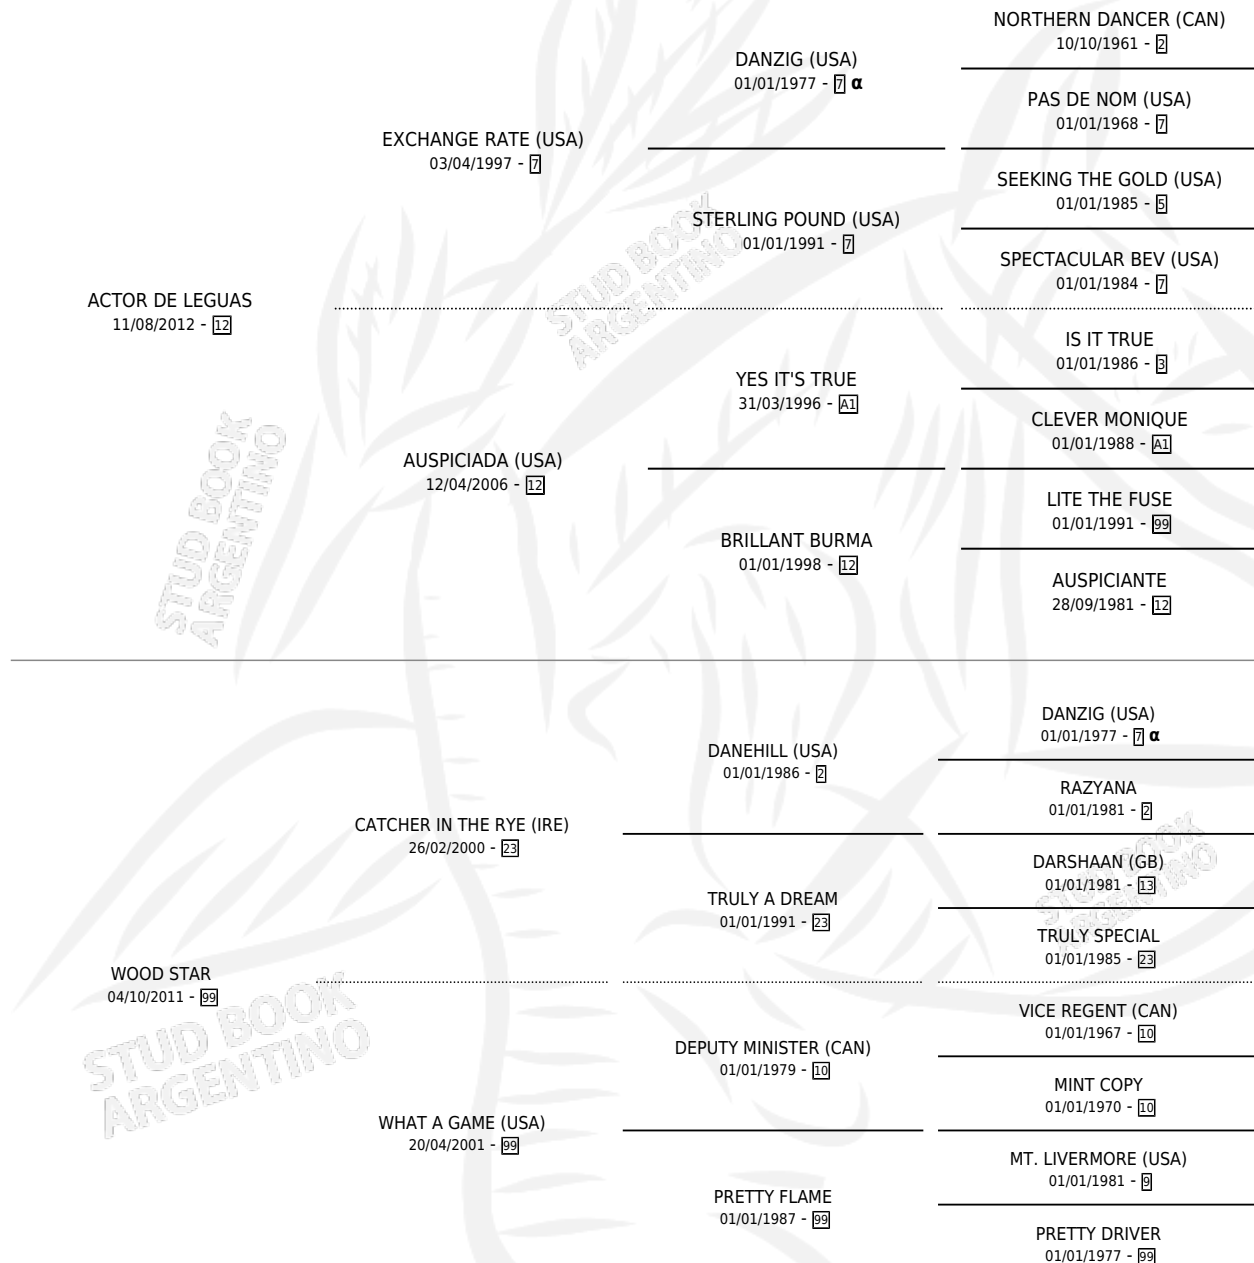 NORTHERN DANCER (CAN)
10/10/1961 - 2
DANZIG (USA)
01/01/1977 - 7 α
PAS DE NOM (USA)
01/01/1968 - 7
EXCHANGE RATE (USA)
03/04/1997 - 7
SEEKING THE GOLD (USA)
01/01/1985 - 5
STERLING POUND (USA)
01/01/1991 - 7
SPECTACULAR BEV (USA)
01/01/1984 - 7
ACTOR DE LEGUAS
11/08/2012 - 12
IS IT TRUE
01/01/1986 - 3
YES IT'S TRUE
31/03/1996 - A1
CLEVER MONIQUE
01/01/1988 - A1
AUSPICIADA (USA)
12/04/2006 - 12
LITE THE FUSE
01/01/1991 - 99
BRILLANT BURMA
01/01/1998 - 12
AUSPICIANTE
28/09/1981 - 12
STUD BOOK
ARGENTINO
STUD BOOK
ARGENTINO
DANZIG (USA)
01/01/1977 - 7 α
DANEHILL (USA)
01/01/1986 - 2
RAZYANA
01/01/1981 - 2
CATCHER IN THE RYE (IRE)
26/02/2000 - 23
DARSHAAN (GB)
01/01/1981 - 13
TRULY A DREAM
01/01/1991 - 23
TRULY SPECIAL
01/01/1985 - 23
WOOD STAR
04/10/2011 - 99
VICE REGENT (CAN)
01/01/1967 - 10
DEPUTY MINISTER (CAN)
01/01/1979 - 10
MINT COPY
01/01/1970 - 10
WHAT A GAME (USA)
20/04/2001 - 99
MT. LIVERMORE (USA)
01/01/1981 - 9
PRETTY FLAME
01/01/1987 - 99
PRETTY DRIVER
01/01/1977 - 99
STUD BOOK
ARGENTINO
STUD BOOK
ARGENTINO